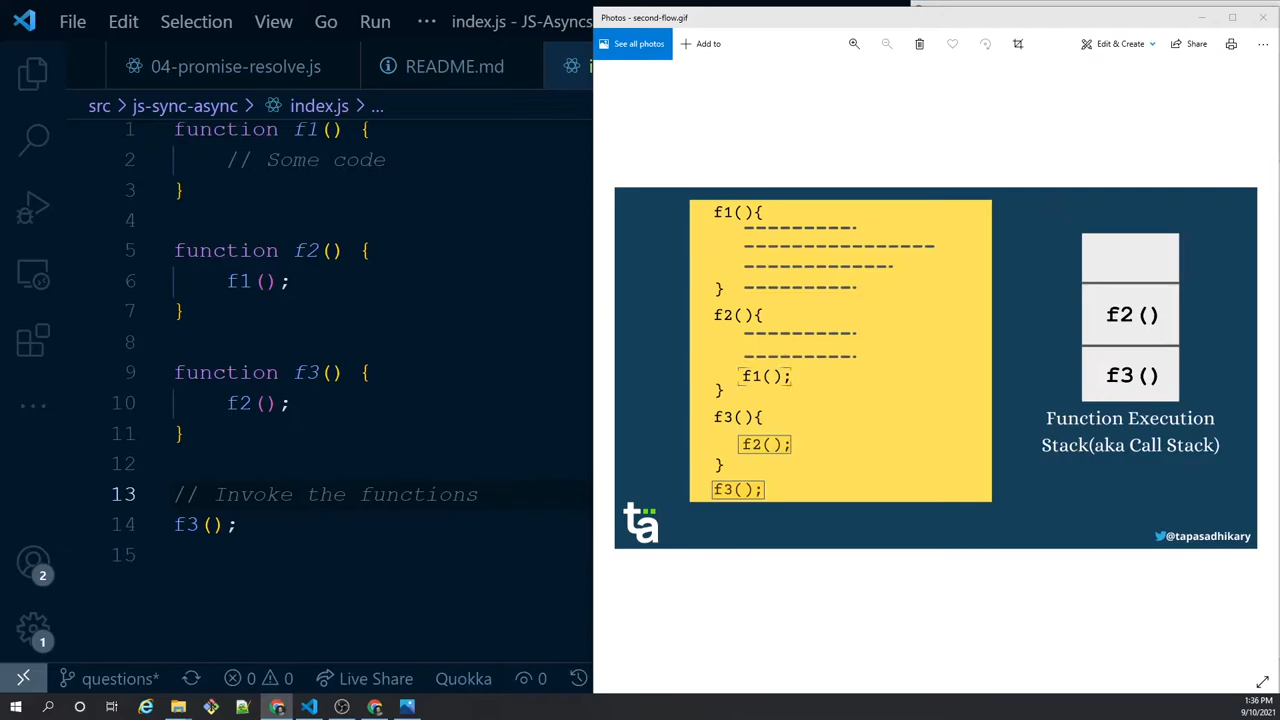 File Edit View Go Run ··· index.js - JS-Asyncs
04-promise-resolve.js README.md
src > js-sync-async > index.js > ...
1 function f1() {
2 // Some code
3 }
4
5 function f2() {
6 f1();
7 }
8
9 function f3() {
10 f2();
11 }
12
13 // Invoke the functions
14 f3();
15
2
1
questions* 0 0 Live Share Quokka 0
Photos - second-flow.gif
See all photos + Add to Edit & Create Share
f1(){
}
f2(){
f1();
}
f3(){
f2();
}
f3();
f2()
f3()
Function Execution
Stack(aka Call Stack)
tä
@tapasadhikary
1:36 PM
9/10/2021